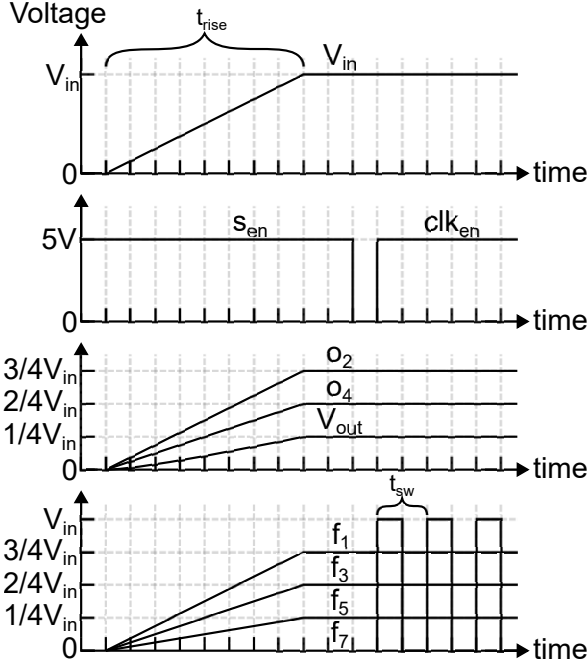 Voltage
t_rise
V_in
V_in
0
time
s_en
clk_en
5V
0
time
3/4V_in
o_2
2/4V_in
o_4
1/4V_in
V_out
0
time
t_sw
V_in
f_1
3/4V_in
f_3
2/4V_in
f_5
1/4V_in
f_7
0
time